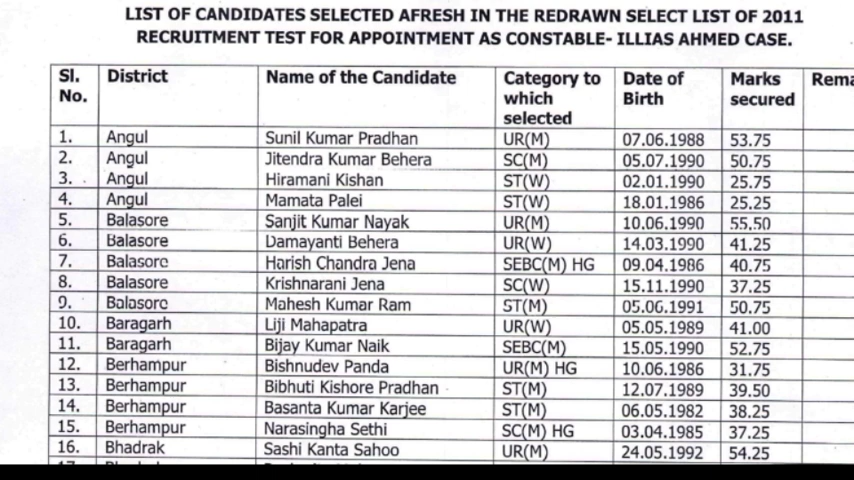 LIST OF CANDIDATES SELECTED AFRESH IN THE REDRAWN SELECT LIST OF 2011
RECRUITMENT TEST FOR APPOINTMENT AS CONSTABLE- ILLIAS AHMED CASE.
Sl. No. District Name of the Candidate Category to which selected Date of Birth Marks secured Rema
1. Angul Sunil Kumar Pradhan UR(M) 07.06.1988 53.75
2. Angul Jitendra Kumar Behera SC(M) 05.07.1990 50.75
3. Angul Hiramani Kishan ST(W) 02.01.1990 25.75
4. Angul Mamata Palei ST(W) 18.01.1986 25.25
5. Balasore Sanjit Kumar Nayak UR(M) 10.06.1990 55.50
6. Balasore Damayanti Behera UR(W) 14.03.1990 41.25
7. Balasore Harish Chandra Jena SEBC(M) HG 09.04.1986 40.75
8. Balasore Krishnarani Jena SC(W) 15.11.1990 37.25
9. Balasore Mahesh Kumar Ram ST(M) 05.06.1991 50.75
10. Baragarh Liji Mahapatra UR(W) 05.05.1989 41.00
11. Baragarh Bijay Kumar Naik SEBC(M) 15.05.1990 52.75
12. Berhampur Bishnudev Panda UR(M) HG 10.06.1986 31.75
13. Berhampur Bibhuti Kishore Pradhan ST(M) 12.07.1989 39.50
14. Berhampur Basanta Kumar Karjee ST(M) 06.05.1982 38.25
15. Berhampur Narasingha Sethi SC(M) HG 03.04.1985 37.25
16. Bhadrak Sashi Kanta Sahoo UR(M) 24.05.1992 54.25